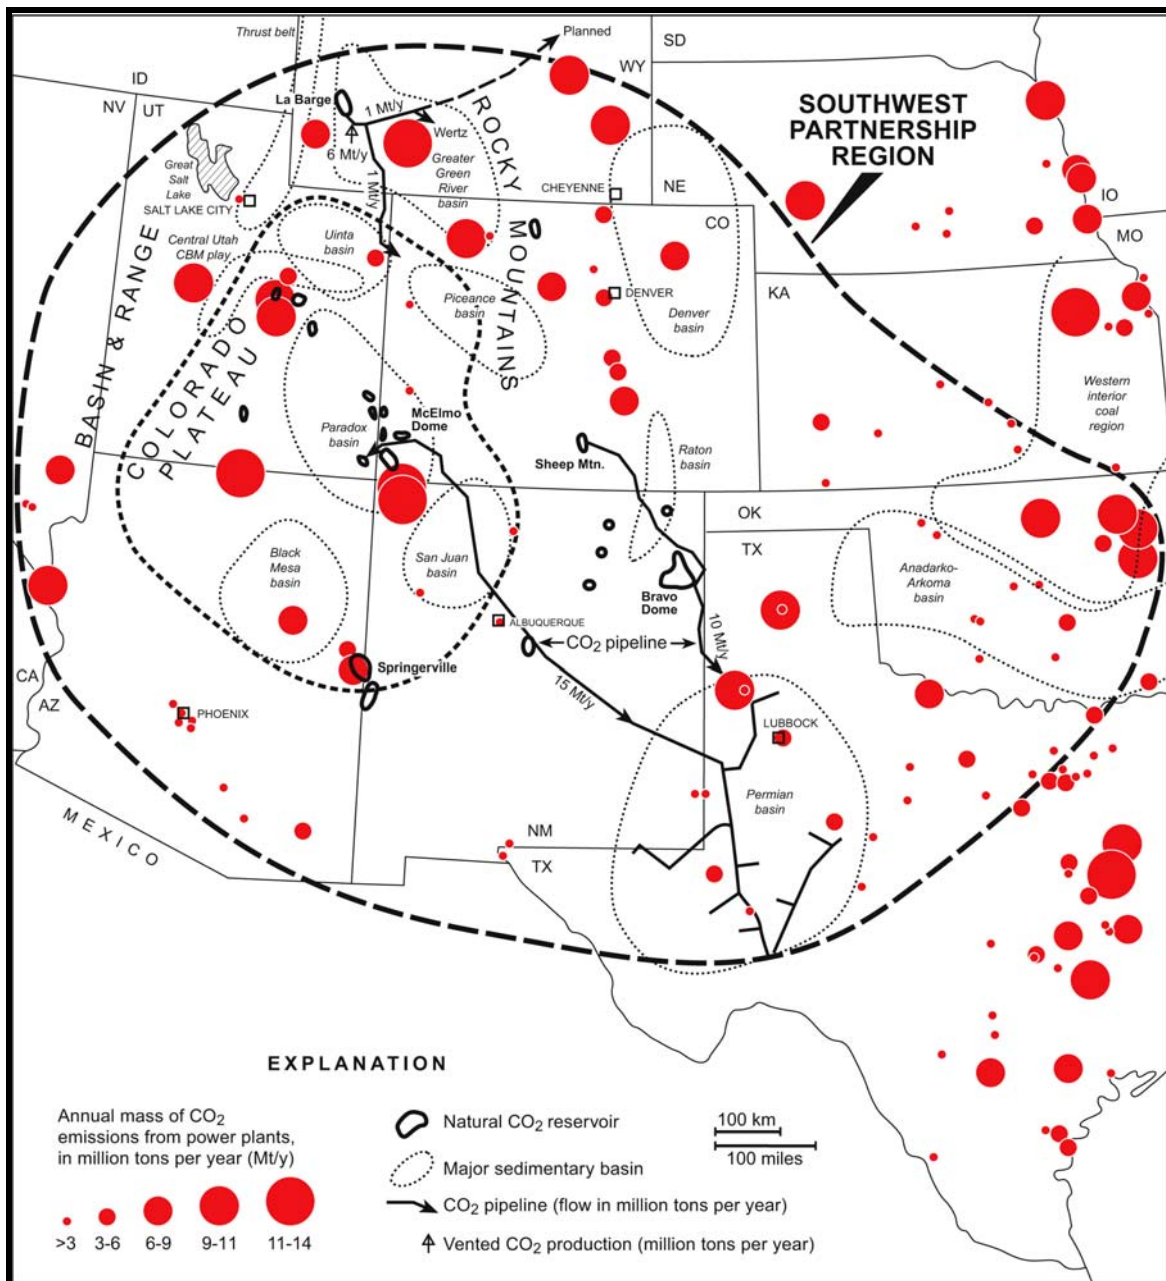 Thrust belt
Planned
SD
WY
ID
NV
UT
La Barge
1 Mt/y
Wertz
6 Mt/y
1 Mt/y
Greater
Green
River
basin
ROCKY MOUNTAINS
SOUTHWEST
PARTNERSHIP
REGION
Great
Salt
Lake
SALT LAKE CITY
CHEYENNE
NE
CO
IO
MO
Uinta
basin
Central Utah
CBM play
BASIN & RANGE
COLORADO
PLATEAU
Piceance
basin
DENVER
Denver
basin
KA
Western
interior
coal
region
Paradox
basin
McElmo
Dome
Sheep Mtn.
Raton
basin
OK
TX
Black
Mesa
basin
San Juan
basin
Anadarko-
Arkoma
basin
Bravo
Dome
ALBUQUERQUE
CO2 pipeline
10 Mt/y
15 Mt/y
Springerville
CA
AZ
PHOENIX
LUBBOCK
Permian
basin
MEXICO
NM
TX
EXPLANATION
Annual mass of CO2
emissions from power plants,
in million tons per year (Mt/y)
>3 3-6 6-9 9-11 11-14
Natural CO2 reservoir
Major sedimentary basin
CO2 pipeline (flow in million tons per year)
Vented CO2 production (million tons per year)
100 km
100 miles